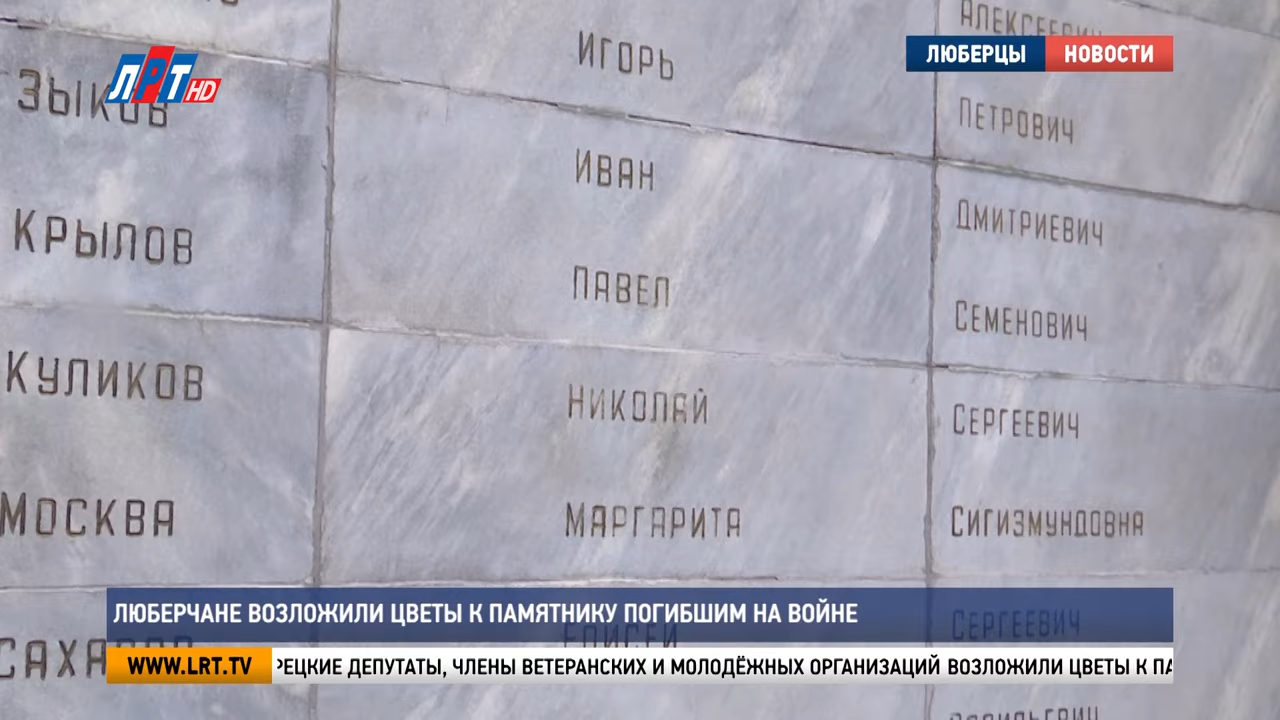 ЛРТ HD
ЛЮБЕРЦЫ НОВОСТИ
АЛЕКСЕЕВИЧ
ИГОРЬ
ЗЫКОВ
ПЕТРОВИЧ
ИВАН
КРЫЛОВ
ДМИТРИЕВИЧ
ПАВЕЛ
СЕМЕНОВИЧ
КУЛИКОВ
НИКОЛАЙ
СЕРГЕЕВИЧ
МОСКВА
МАРГАРИТА
СИГИЗМУНДОВНА
ЛЮБЕРЧАНЕ ВОЗЛОЖИЛИ ЦВЕТЫ К ПАМЯТНИКУ ПОГИБШИМ НА ВОЙНЕ
ЕЛИСЕЙ
СЕРГЕЕВИЧ
WWW.LRT.TV
РЕЦКИЕ ДЕПУТАТЫ, ЧЛЕНЫ ВЕТЕРАНСКИХ И МОЛОДЁЖНЫХ ОРГАНИЗАЦИЙ ВОЗЛОЖИЛИ ЦВЕТЫ К ПА